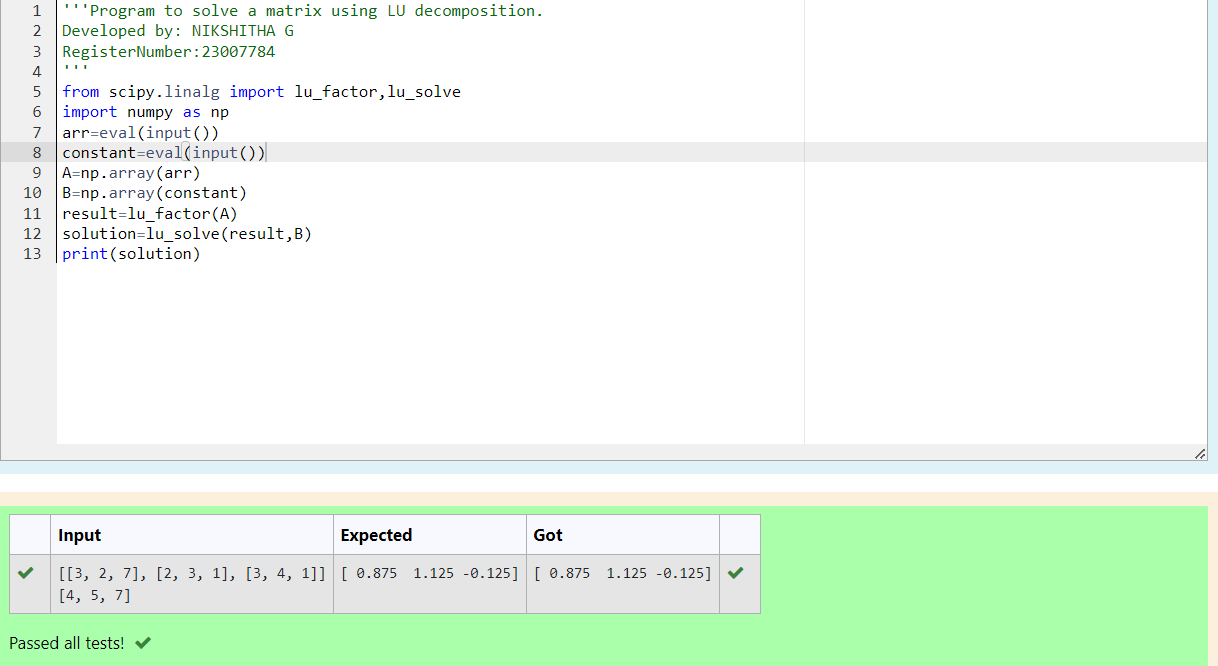 1 '''Program to solve a matrix using LU decomposition.
2 Developed by: NIKSHITHA G
3 RegisterNumber:23007784
4 '''
5 from scipy.linalg import lu_factor,lu_solve
6 import numpy as np
7 arr=eval(input())
8 constant=eval(input())
9 A=np.array(arr)
10 B=np.array(constant)
11 result=lu_factor(A)
12 solution=lu_solve(result,B)
13 print(solution)
Input Expected Got
[[3, 2, 7], [2, 3, 1], [3, 4, 1]] [ 0.875  1.125 -0.125] [ 0.875  1.125 -0.125]
[4, 5, 7]
Passed all tests!